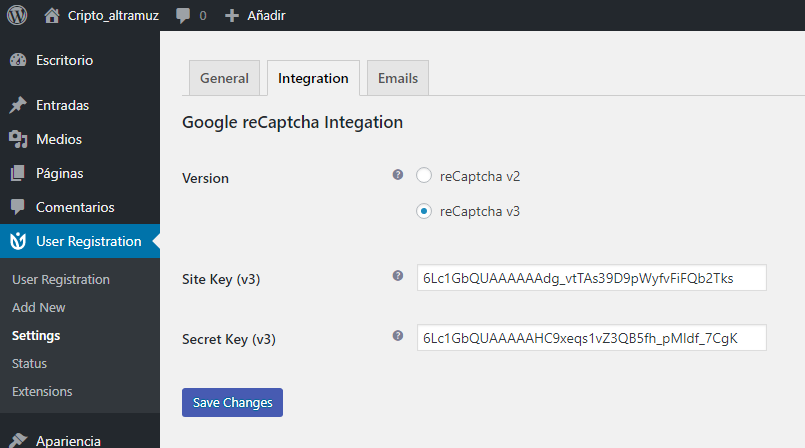 Cripto_altramuz 0 Añadir
Escritorio
Entradas
Medios
Páginas
Comentarios
User Registration
User Registration
Add New
Settings
Status
Extensions
Apariencia
General Integration Emails
Google reCaptcha Integation
Version ? reCaptcha v2
reCaptcha v3
Site Key (v3) ? 6Lc1GbQUAAAAAAdg_vtTAs39D9pWyfvFiFQb2Tks
Secret Key (v3) ? 6Lc1GbQUAAAAAHC9xeqs1vZ3QB5fh_pMIdf_7CgK
Save Changes